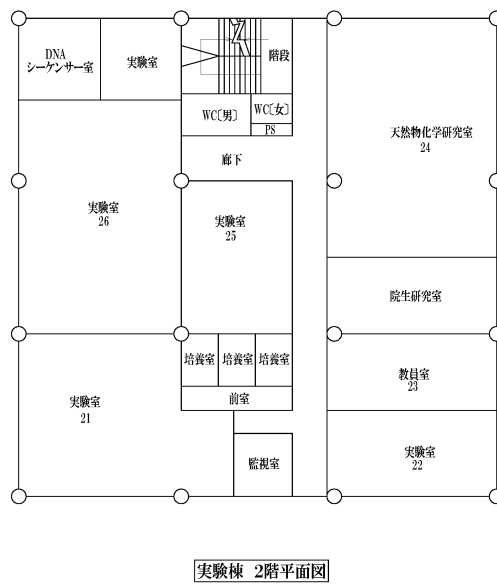 DNA
シーケンサー室
実験室
階段
WC〔男〕
WC〔女〕
PS
廊下
天然物化学研究室
24
実験室
26
実験室
25
院生研究室
培養室
培養室
培養室
前室
教員室
23
実験室
21
実験室
22
監視室
実験棟 2階平面図